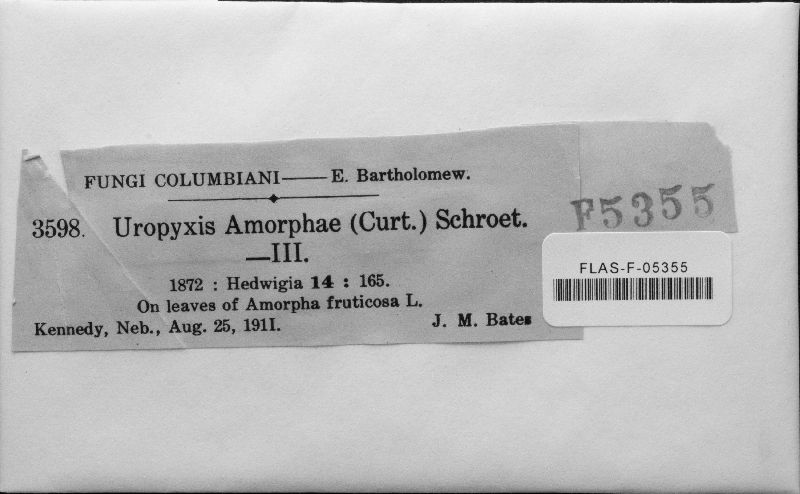 FUNGI COLUMBIANI—— E. Bartholomew.
3598. Uropyxis Amorphae (Curt.) Schroet.
—III.
1872 : Hedwigia 14 : 165.
On leaves of Amorpha fruticosa L.
Kennedy, Neb., Aug. 25, 1911. J. M. Bates
F5355
FLAS-F-05355